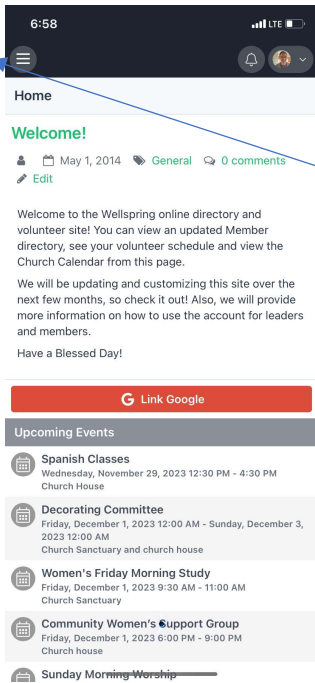 6:58 LTE
Home
Welcome!
May 1, 2014 General 0 comments
Edit
Welcome to the Wellspring online directory and
volunteer site! You can view an updated Member
directory, see your volunteer schedule and view the
Church Calendar from this page.
We will be updating and customizing this site over the
next few months, so check it out! Also, we will provide
more information on how to use the account for leaders
and members.
Have a Blessed Day!
G Link Google
Upcoming Events
Spanish Classes
Wednesday, November 29, 2023 12:30 PM - 4:30 PM
Church House
Decorating Committee
Friday, December 1, 2023 12:00 AM - Sunday, December 3,
2023 12:00 AM
Church Sanctuary and church house
Women's Friday Morning Study
Friday, December 1, 2023 9:30 AM - 11:00 AM
Church Sanctuary
Community Women's Support Group
Friday, December 1, 2023 6:00 PM - 9:00 PM
Church house
Sunday Morning Worship